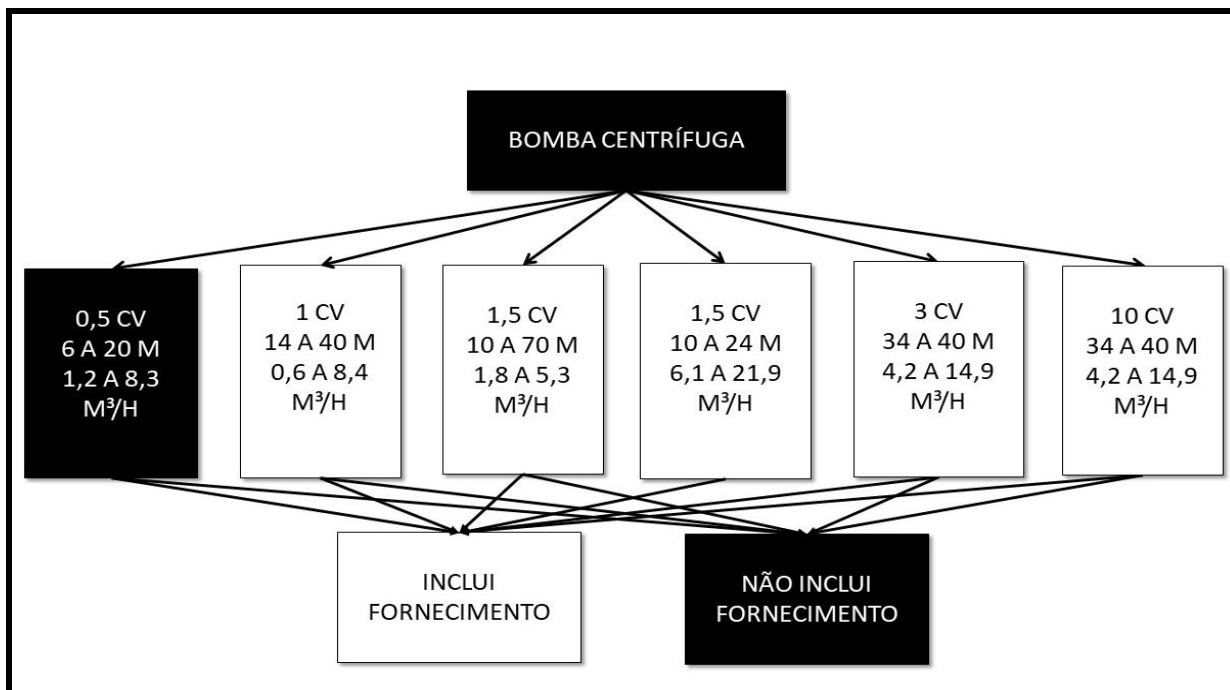 BOMBA CENTRÍFUGA
0,5 CV
6 A 20 M
1,2 A 8,3
M³/H
1 CV
14 A 40 M
0,6 A 8,4
M³/H
1,5 CV
10 A 70 M
1,8 A 5,3
M³/H
1,5 CV
10 A 24 M
6,1 A 21,9
M³/H
3 CV
34 A 40 M
4,2 A 14,9
M³/H
10 CV
34 A 40 M
4,2 A 14,9
M³/H
INCLUI
FORNECIMENTO
NÃO INCLUI
FORNECIMENTO